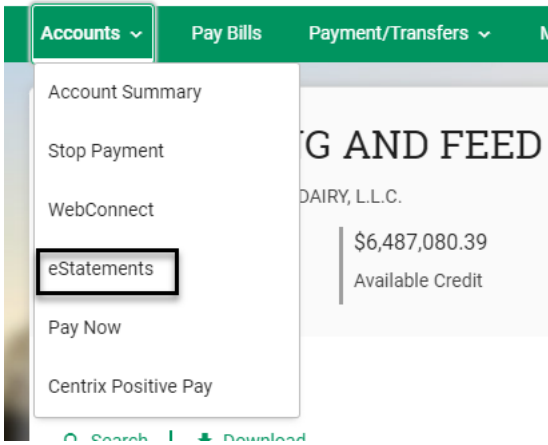 Accounts Pay Bills Payment/Transfers
Account Summary
Stop Payment
G AND FEED
WebConnect
DAIRY, L.L.C.
$6,487,080.39
eStatements
Available Credit
Pay Now
Centrix Positive Pay
Search | Download